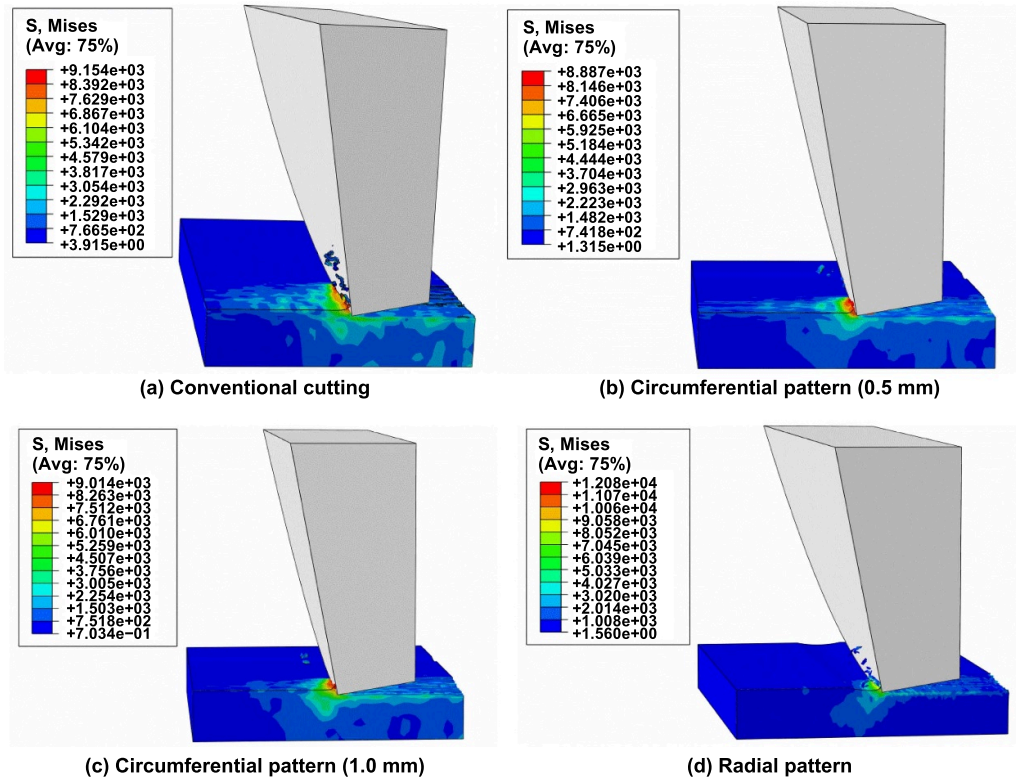 S, Mises
(Avg: 75%)
+9.154e+03
+8.392e+03
+7.629e+03
+6.867e+03
+6.104e+03
+5.342e+03
+4.579e+03
+3.817e+03
+3.054e+03
+2.292e+03
+1.529e+03
+7.665e+02
+3.915e+00
(a) Conventional cutting
S, Mises
(Avg: 75%)
+8.887e+03
+8.146e+03
+7.406e+03
+6.665e+03
+5.925e+03
+5.184e+03
+4.444e+03
+3.704e+03
+2.963e+03
+2.223e+03
+1.482e+03
+7.418e+02
+1.315e+00
(b) Circumferential pattern (0.5 mm)
S, Mises
(Avg: 75%)
+9.014e+03
+8.263e+03
+7.512e+03
+6.761e+03
+6.010e+03
+5.259e+03
+4.507e+03
+3.756e+03
+3.005e+03
+2.254e+03
+1.503e+03
+7.518e+02
+7.034e−01
(c) Circumferential pattern (1.0 mm)
S, Mises
(Avg: 75%)
+1.208e+04
+1.107e+04
+1.006e+04
+9.058e+03
+8.052e+03
+7.045e+03
+6.039e+03
+5.033e+03
+4.027e+03
+3.020e+03
+2.014e+03
+1.008e+03
+1.560e+00
(d) Radial pattern